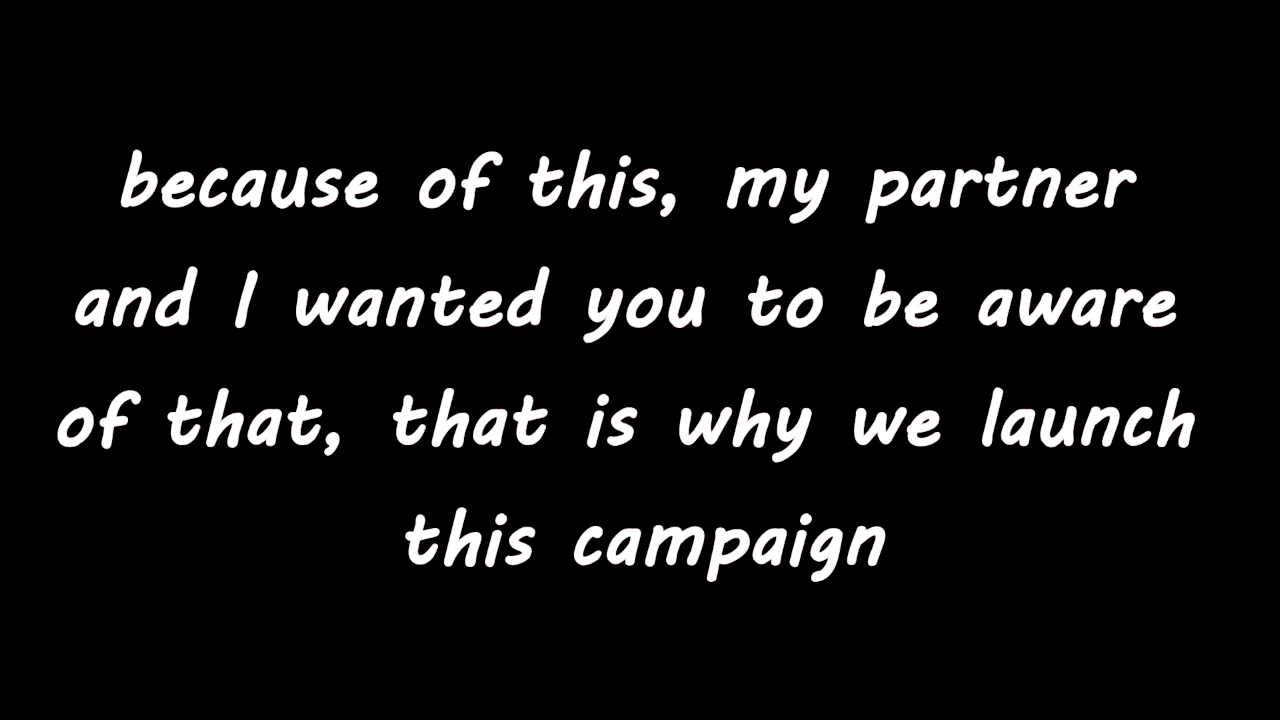 because of this, my partner
and I wanted you to be aware
of that, that is why we launch
this campaign